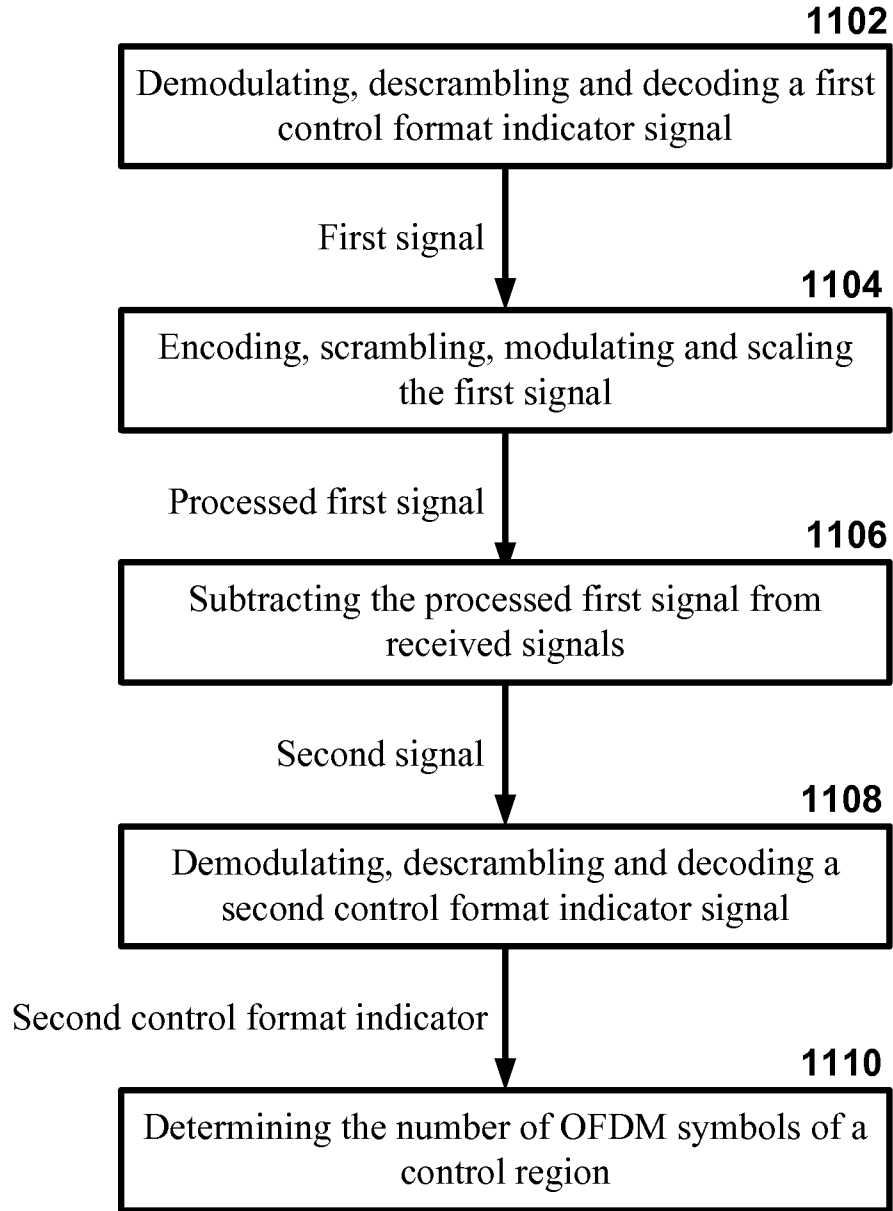 1102
Demodulating, descrambling and decoding a first
control format indicator signal
First signal
1104
Encoding, scrambling, modulating and scaling
the first signal
Processed first signal
1106
Subtracting the processed first signal from
received signals
Second signal
1108
Demodulating, descrambling and decoding a
second control format indicator signal
Second control format indicator
1110
Determining the number of OFDM symbols of a
control region